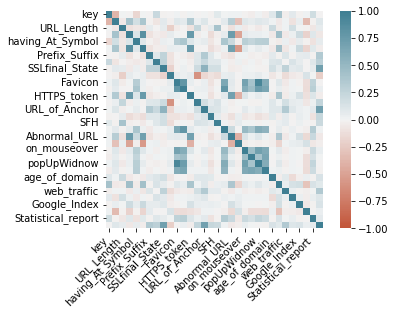 key
URL_Length
having_At_Symbol
Prefix_Suffix
SSLfinal_State
Favicon
HTTPS_token
URL_of_Anchor
SFH
Abnormal_URL
on_mouseover
popUpWidnow
age_of_domain
web_traffic
Google_Index
Statistical_report
key
URL_Length
having_At_Symbol
Prefix_Suffix
SSLfinal_State
Favicon
HTTPS_token
URL_of_Anchor
SFH
Abnormal_URL
on_mouseover
popUpWidnow
age_of_domain
web_traffic
Google_Index
Statistical_report
1.00
0.75
0.50
0.25
0.00
−0.25
−0.50
−0.75
−1.00